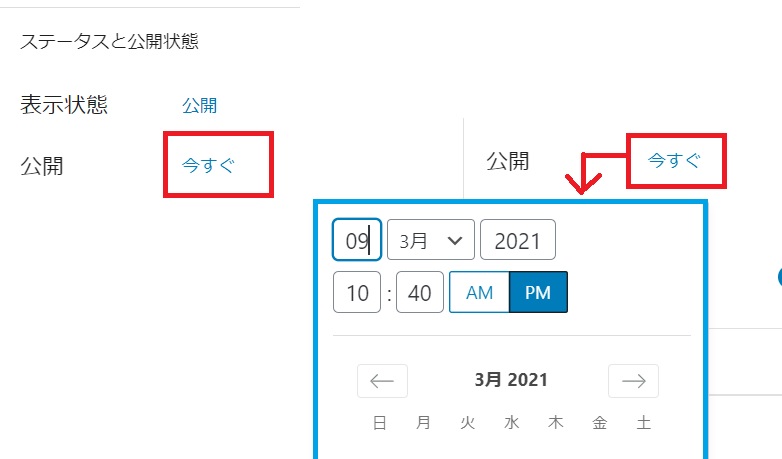 ステータスと公開状態
表示状態 公開
公開 今すぐ
公開 今すぐ
09 3月 2021
10 : 40 AM PM
3月 2021
日 月 火 水 木 金 土